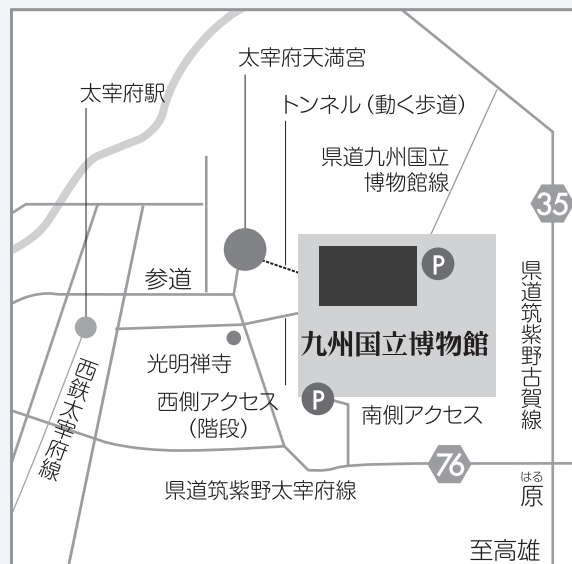 太宰府天満宮
太宰府駅
トンネル（動く歩道）
県道九州国立
博物館線
35
P
参道
県道筑紫野古賀線
九州国立博物館
光明禅寺
西鉄太宰府線
西側アクセス
（階段）
P
南側アクセス
76
県道筑紫野太宰府線
はる
原
至高雄